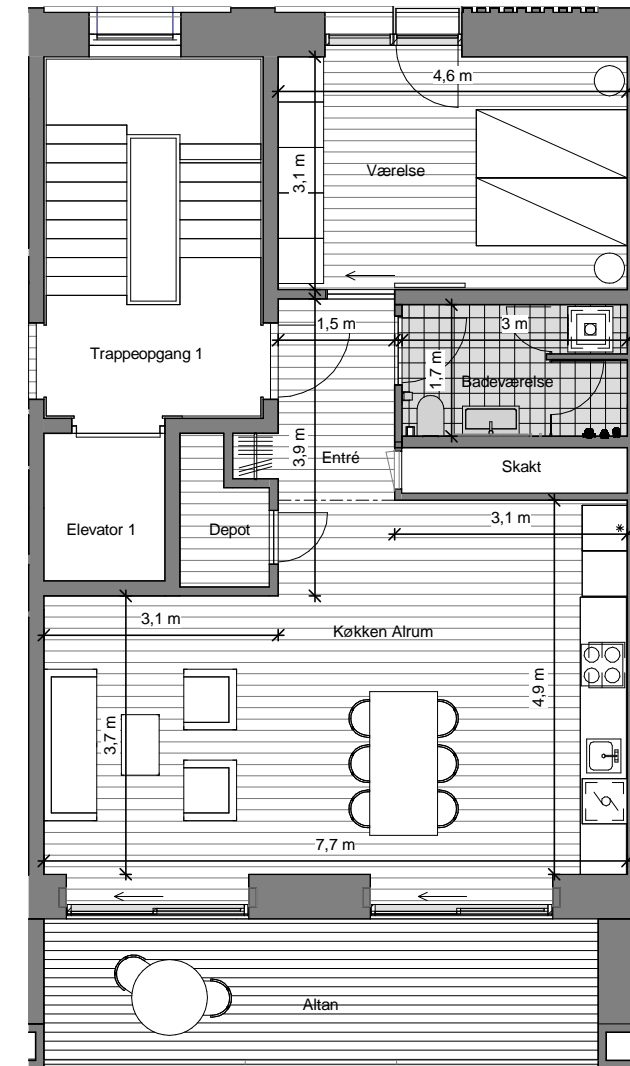 4,6 m
3,1 m
Værelse
1,5 m
3 m
Trappeopgang 1
1,7 m
Badeværelse
3,9 m
Entré
Skakt
3,1 m
Elevator 1
Depot
*
3,1 m
Køkken Alrum
4,9 m
3,7 m
7,7 m
Altan